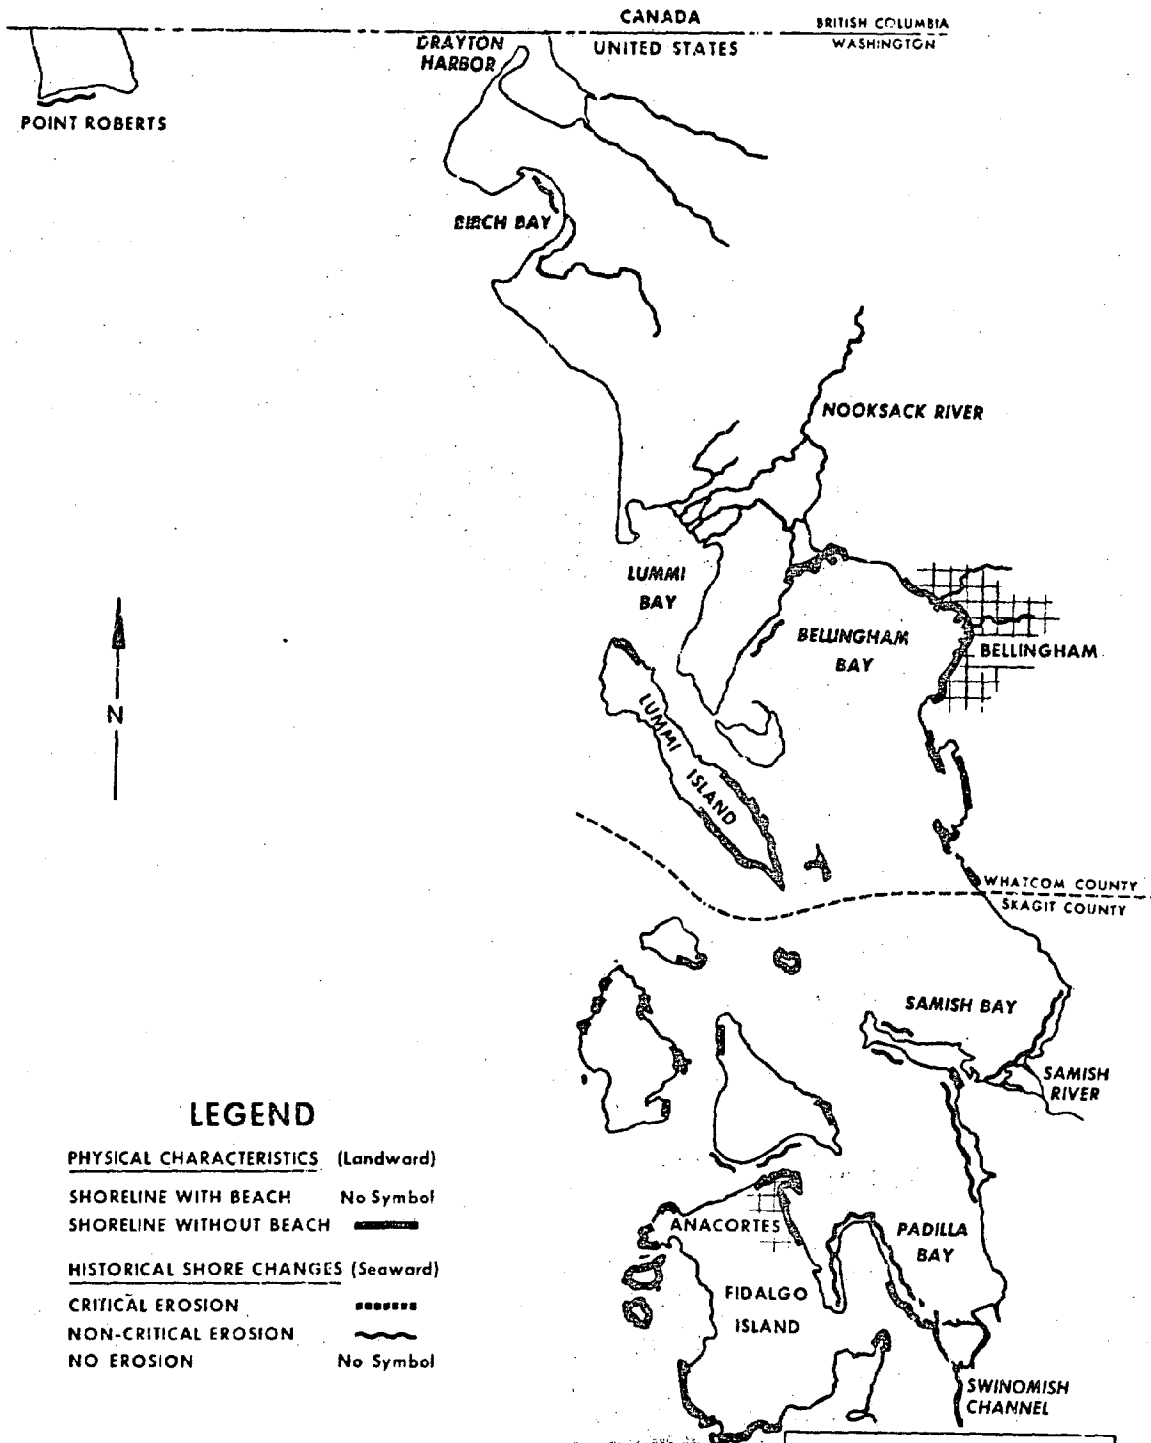 CANADA
BRITISH COLUMBIA
UNITED STATES
WASHINGTON
DRAYTON
HARBOR
POINT ROBERTS
BIRCH BAY
NOOKSACK RIVER
LUMMI
BAY
BELLINGHAM
BAY
BELLINGHAM
N
LUMMI
ISLAND
WHATCOM COUNTY
SKAGIT COUNTY
SAMISH BAY
SAMISH
RIVER
LEGEND
PHYSICAL CHARACTERISTICS (Landward)
SHORELINE WITH BEACH No Symbol
SHORELINE WITHOUT BEACH
HISTORICAL SHORE CHANGES (Seaward)
CRITICAL EROSION
NON-CRITICAL EROSION
NO EROSION No Symbol
ANACORTES
PADILLA
BAY
FIDALGO
ISLAND
SWINOMISH
CHANNEL